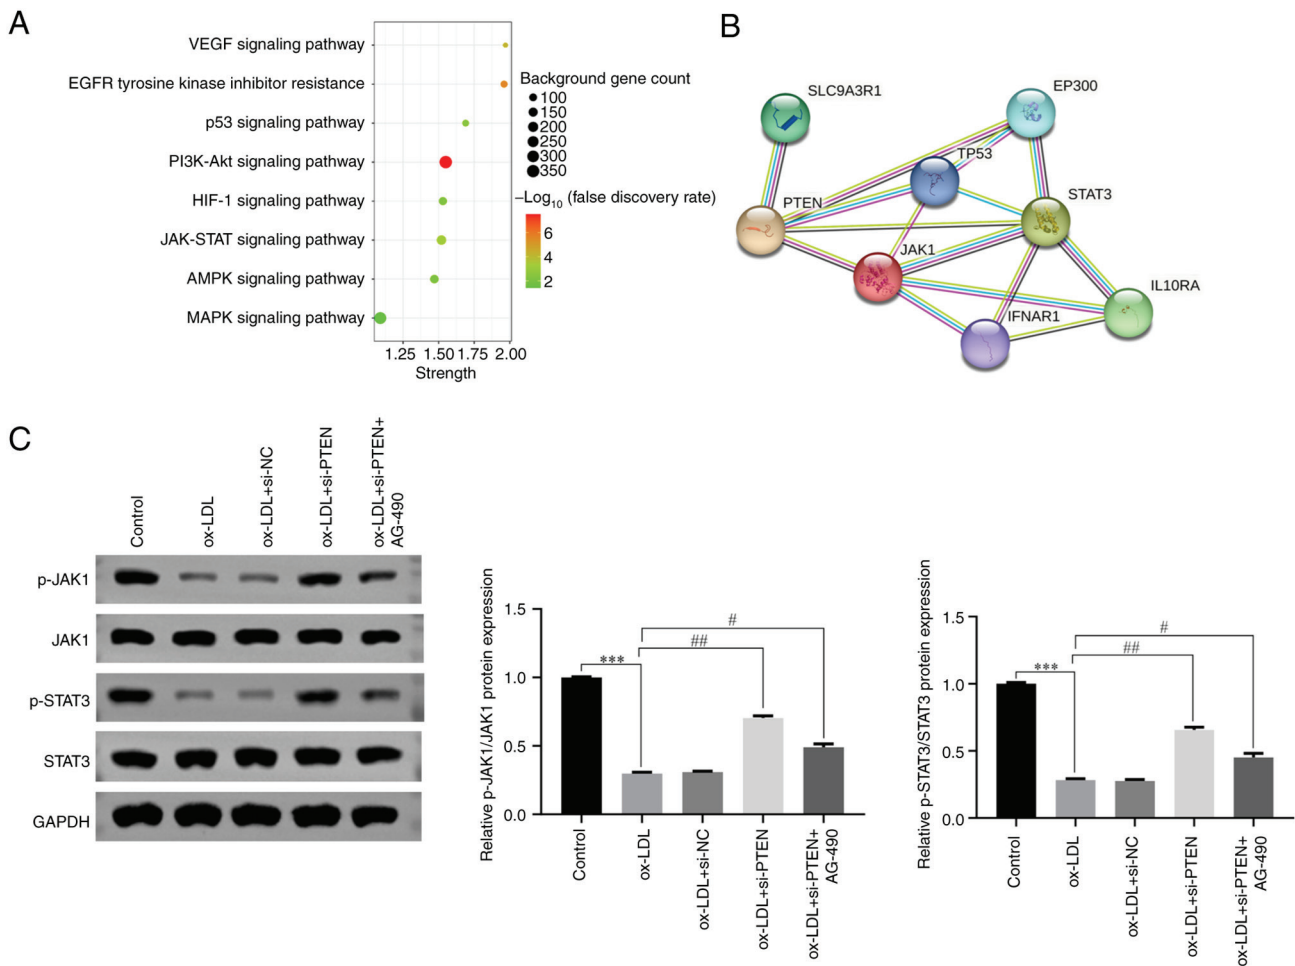 A
VEGF signaling pathway
EGFR tyrosine kinase inhibitor resistance
p53 signaling pathway
PI3K-Akt signaling pathway
HIF-1 signaling pathway
JAK-STAT signaling pathway
AMPK signaling pathway
MAPK signaling pathway
1.25 1.50 1.75 2.00
Strength
Background gene count
100
150
200
250
300
350
−Log10 (false discovery rate)
6
4
2
B
SLC9A3R1
EP300
TP53
PTEN
STAT3
JAK1
IL10RA
IFNAR1
C
Control
ox-LDL
ox-LDL+si-NC
ox-LDL+si-PTEN
ox-LDL+si-PTEN+
AG-490
p-JAK1
JAK1
p-STAT3
STAT3
GAPDH
Relative p-JAK1/JAK1 protein expression
1.5
1.0
0.5
0.0
***
##
#
Control
ox-LDL
ox-LDL+si-NC
ox-LDL+si-PTEN
ox-LDL+si-PTEN+
AG-490
Relative p-STAT3/STAT3 protein expression
1.5
1.0
0.5
0.0
***
##
#
Control
ox-LDL
ox-LDL+si-NC
ox-LDL+si-PTEN
ox-LDL+si-PTEN+
AG-490